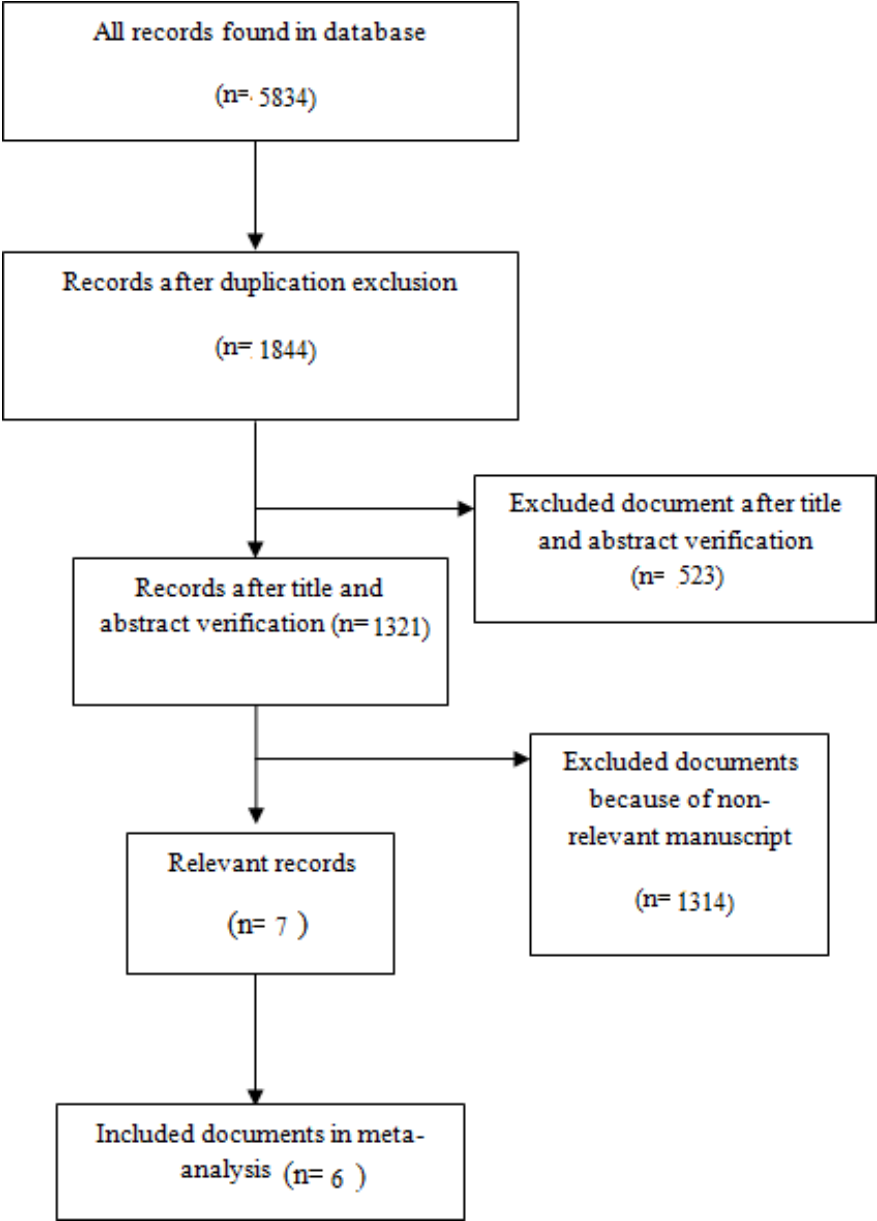 All records found in database
(n= 5834)
Records after duplication exclusion
(n= 1844)
Excluded document after title
and abstract verification
(n= 523)
Records after title and
abstract verification (n= 1321)
Excluded documents
because of non-
relevant manuscript
(n= 1314)
Relevant records
(n= 7 )
Included documents in meta-
analysis (n= 6 )